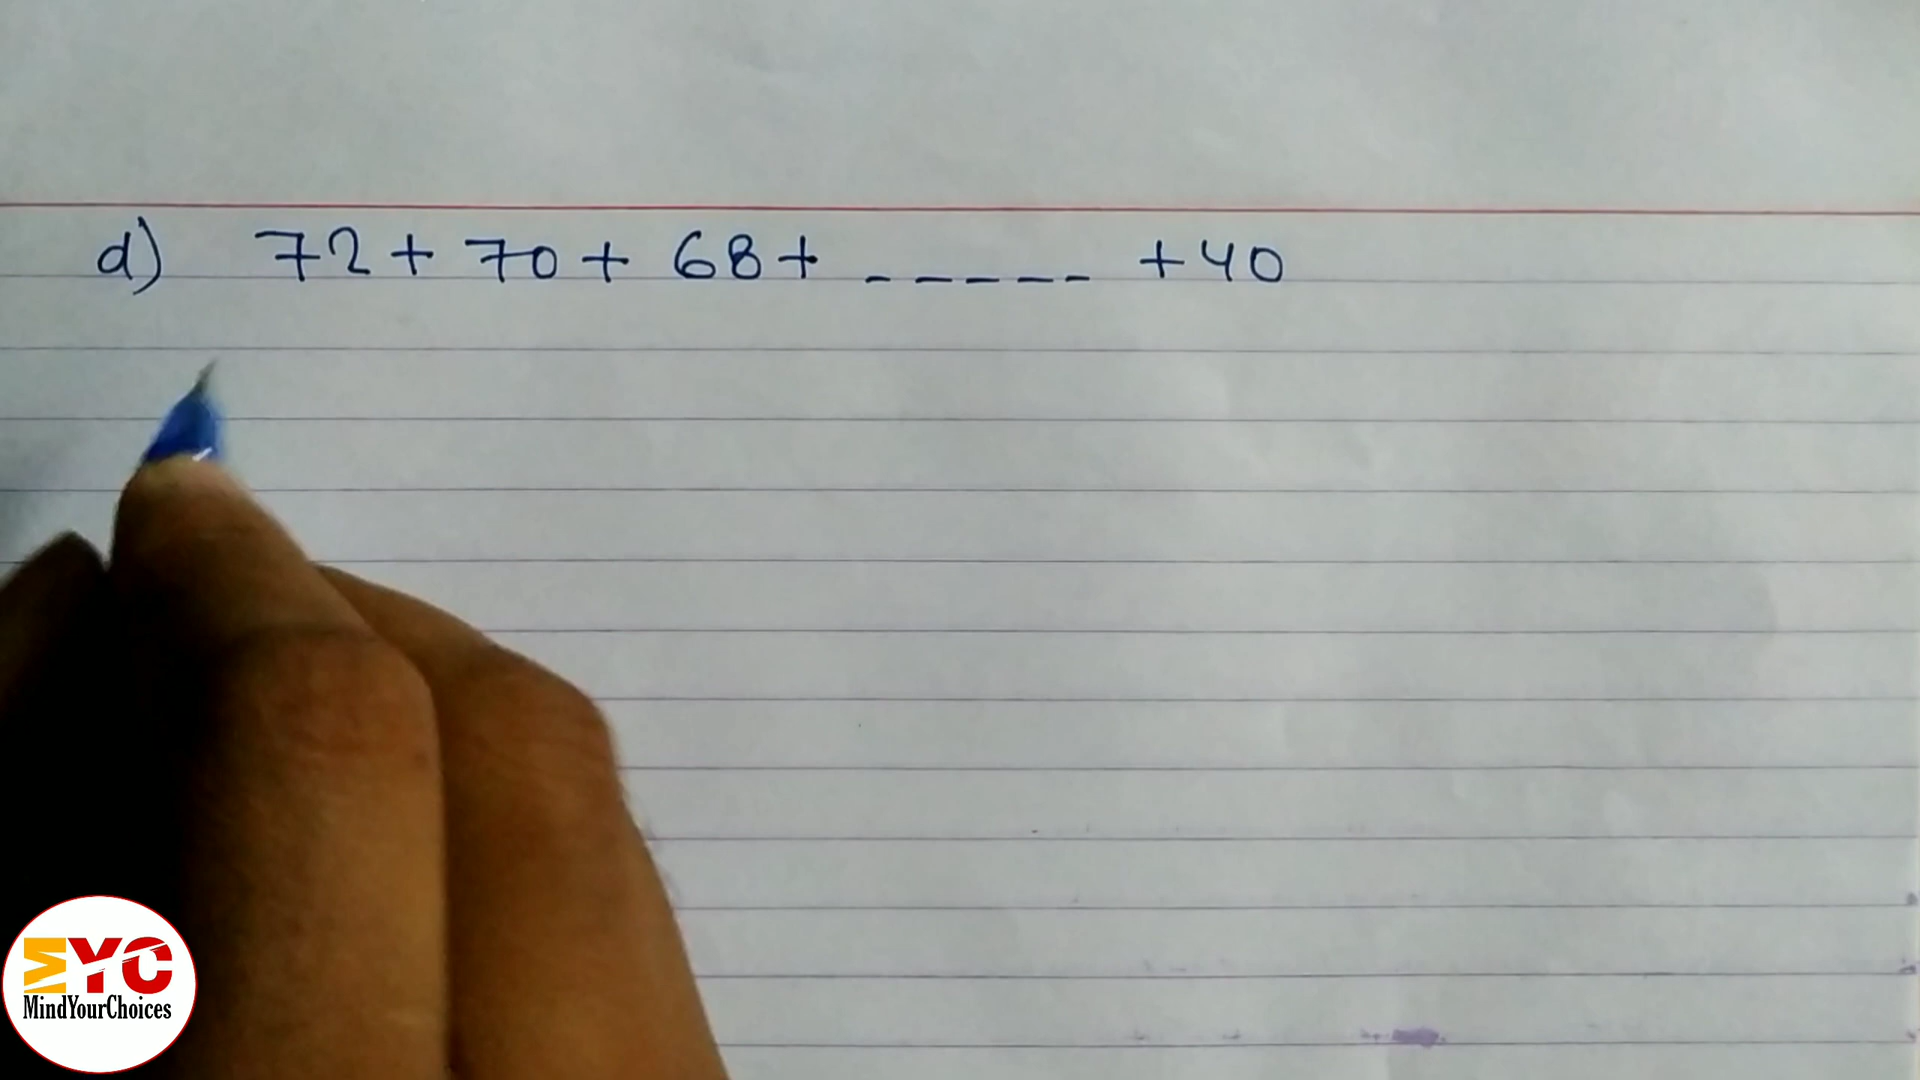 d) 72 + 70 + 68 + _ _ _ _ _ + 40
MYC
MindYourChoices